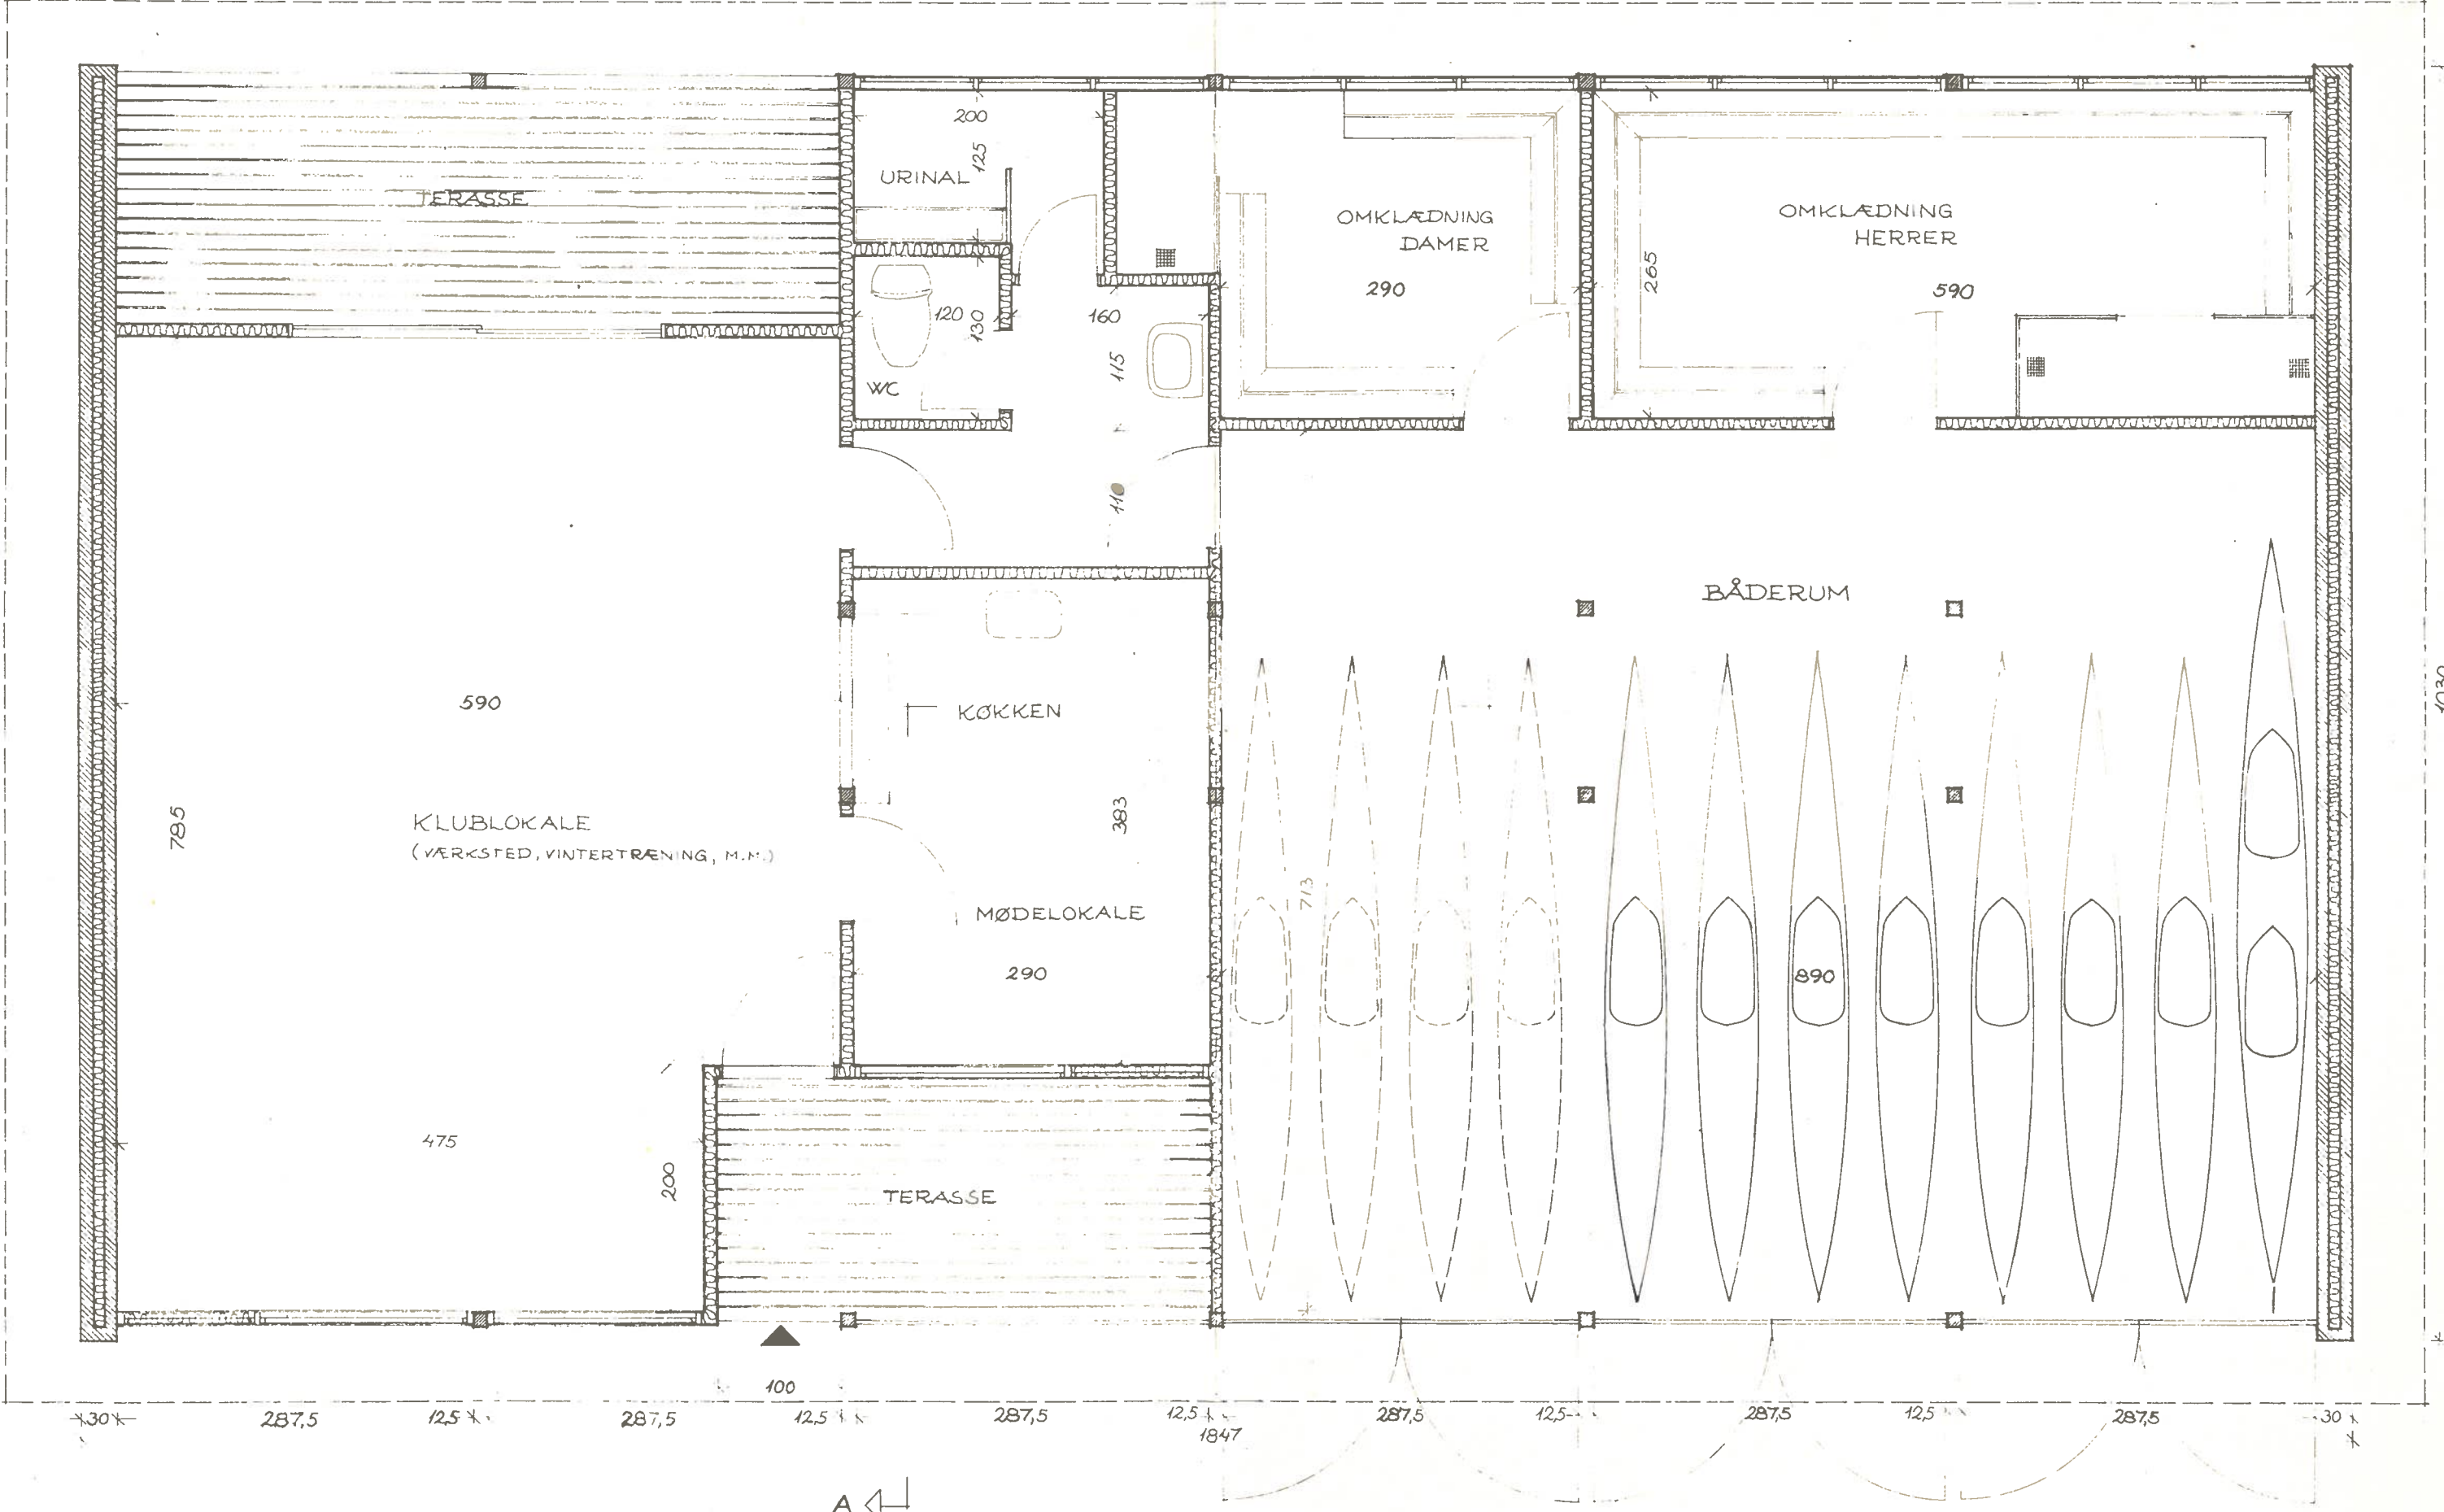 200
125
URINAL
TERASSE
OMKLÆDNING
DAMER
290
OMKLÆDNING
HERRER
265
590
120
130
160
115
WC
110
BÅDERUM
590
KØKKEN
1030
785
KLUBLOKALE
(VÆRKSTED, VINTERTRÆNING, M.M.)
383
713
MØDELOKALE
290
890
475
200
TERASSE
100
30
287,5
12,5
287,5
12,5
287,5
12,5
287,5
12,5
287,5
12,5
287,5
30
1847
A